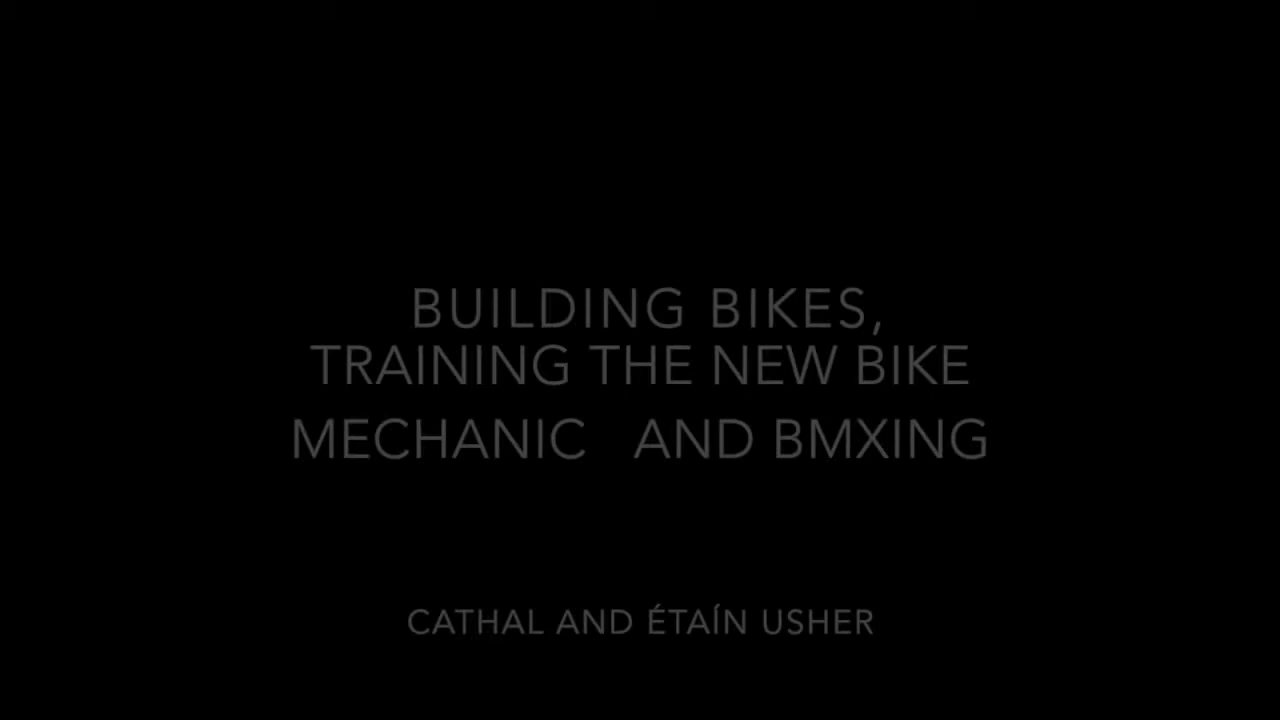 BUILDING BIKES,
TRAINING THE NEW BIKE
MECHANIC AND BMXING
CATHAL AND ÉTAÍN USHER